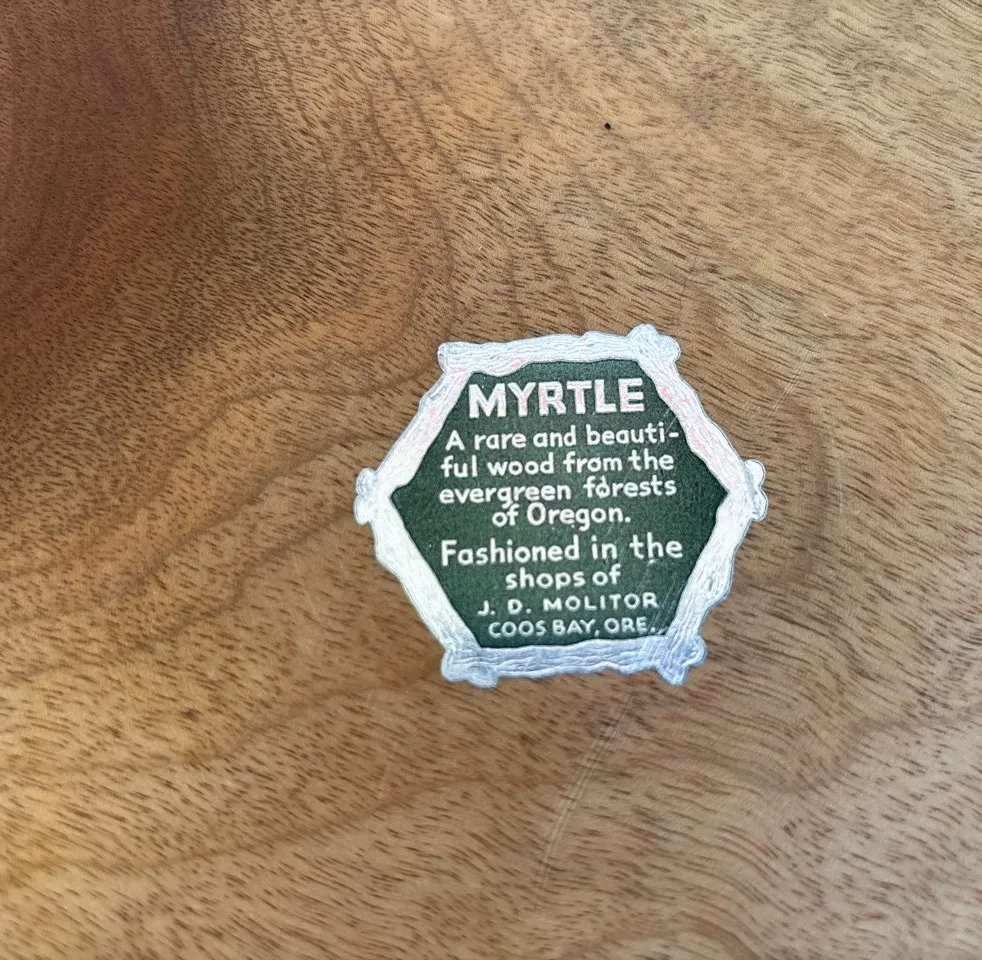 MYRTLE
A rare and beauti-
ful wood from the
evergreen forests
of Oregon.
Fashioned in the
shops of
J. D. MOLITOR
COOS BAY, ORE.